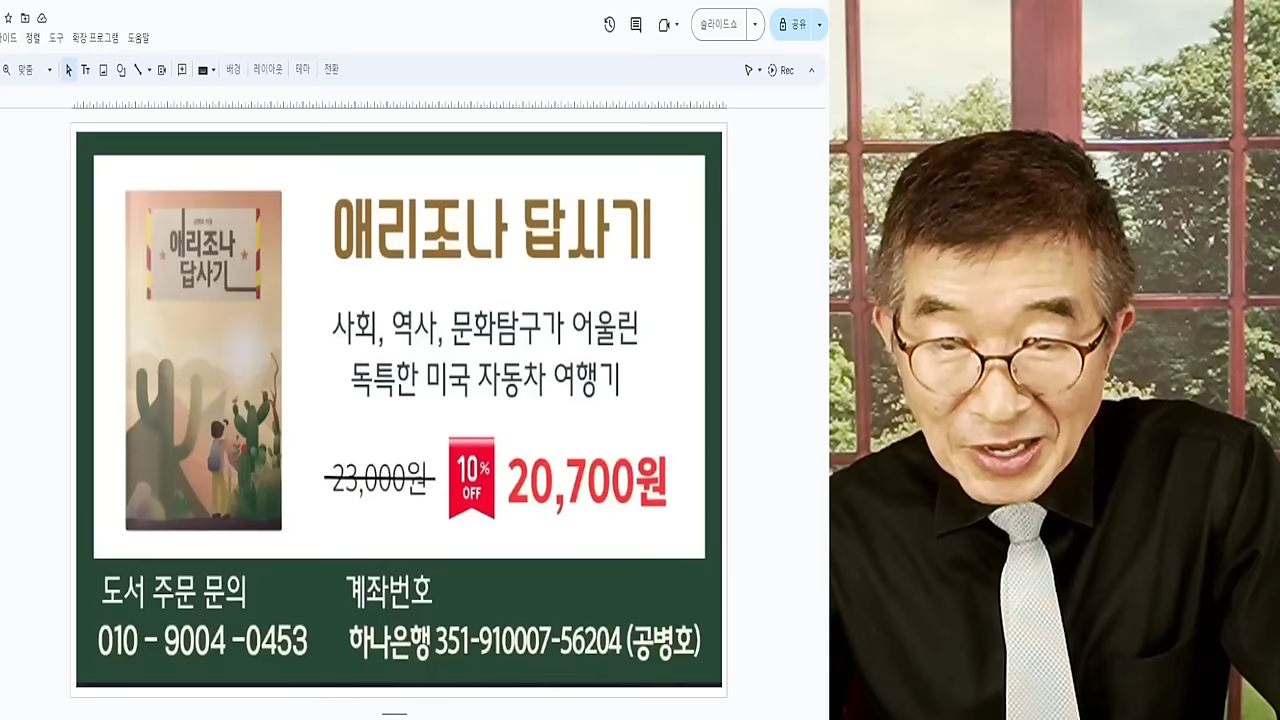 슬라이드쇼
공유
이드 정렬 도구 확장 프로그램 도움말
맞춤
Tт
배경 레이아웃 테마 전환
Rec
애리조나
답사기
애리조나 답사기
사회, 역사, 문화탐구가 어울린
독특한 미국 자동차 여행기
23,000원
10%
OFF
20,700원
도서 주문 문의
계좌번호
010 - 9004 -0453
하나은행 351-910007-56204 (공병호)